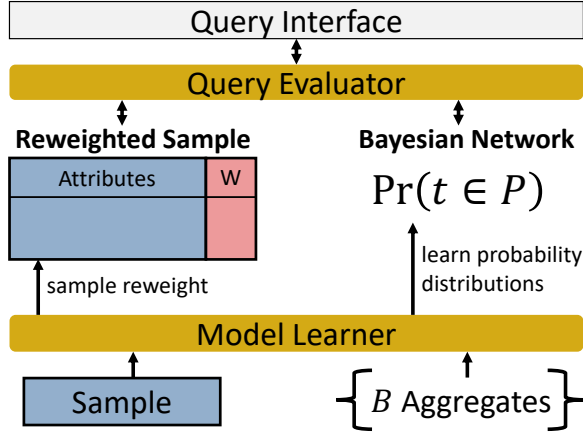 Query Interface
Query Evaluator
Reweighted Sample
Bayesian Network
Attributes
W
Pr(t ∈ P)
sample reweight
learn probability
distributions
Model Learner
Sample
{ B Aggregates }